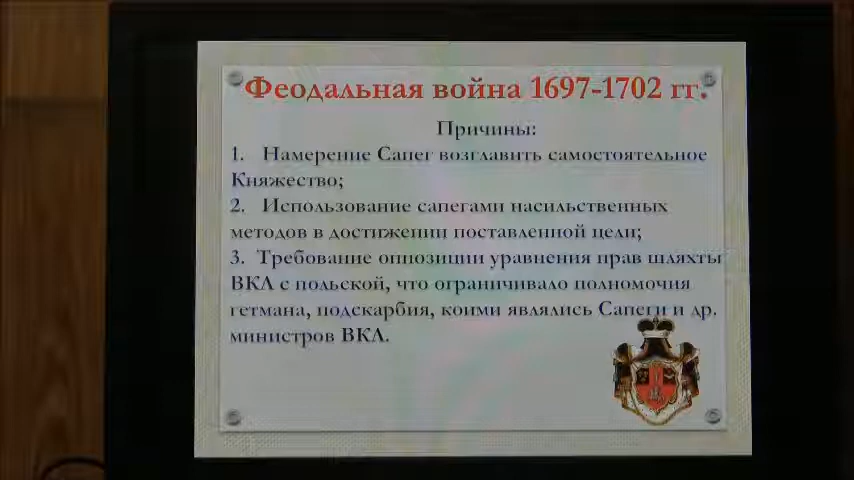 Феодальная война 1697-1702 гг.
Причины:
1. Намерение Сапег возглавить самостоятельное
Княжество;
2. Использование сапегами насильственных
методов в достижении поставленной цели;
3. Требование оппозиции уравнения прав шляхты
ВКЛ с польской, что ограничивало полномочия
гетмана, подскарбия, коими являлись Сапеги и др.
министров ВКЛ.